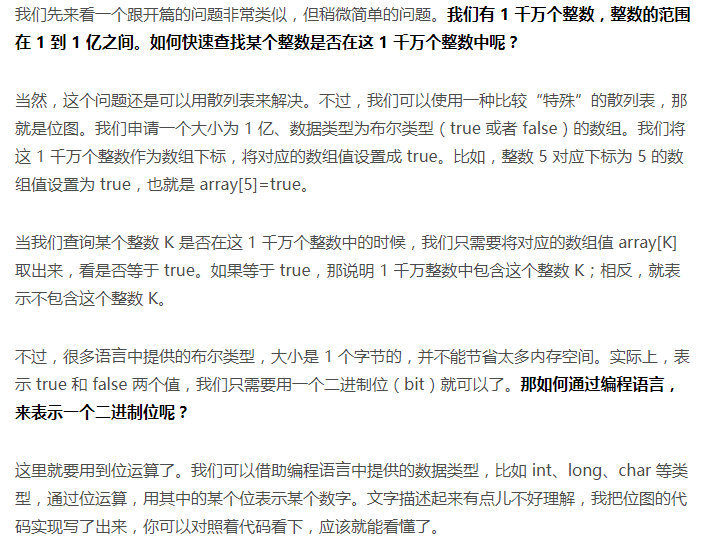 我们先来看一个跟开篇的问题非常类似，但稍微简单的问题。我们有 1 千万个整数，整数的范围
在 1 到 1 亿之间。如何快速查找某个整数是否在这 1 千万个整数中呢？
当然，这个问题还是可以用散列表来解决。不过，我们可以使用一种比较“特殊”的散列表，那
就是位图。我们申请一个大小为 1 亿、数据类型为布尔类型（true 或者 false）的数组。我们将
这 1 千万个整数作为数组下标，将对应的数组值设置成 true。比如，整数 5 对应下标为 5 的数
组值设置为 true，也就是 array[5]=true。
当我们查询某个整数 K 是否在这 1 千万个整数中的时候，我们只需要将对应的数组值 array[K]
取出来，看是否等于 true。如果等于 true，那说明 1 千万整数中包含这个整数 K；相反，就表
示不包含这个整数 K。
不过，很多语言中提供的布尔类型，大小是 1 个字节的，并不能节省太多内存空间。实际上，表
示 true 和 false 两个值，我们只需要用一个二进制位（bit）就可以了。那如何通过编程语言，
来表示一个二进制位呢？
这里就要用到位运算了。我们可以借助编程语言中提供的数据类型，比如 int、long、char 等类
型，通过位运算，用其中的某个位表示某个数字。文字描述起来有点儿不好理解，我把位图的代
码实现写了出来，你可以对照着代码看下，应该就能看懂了。